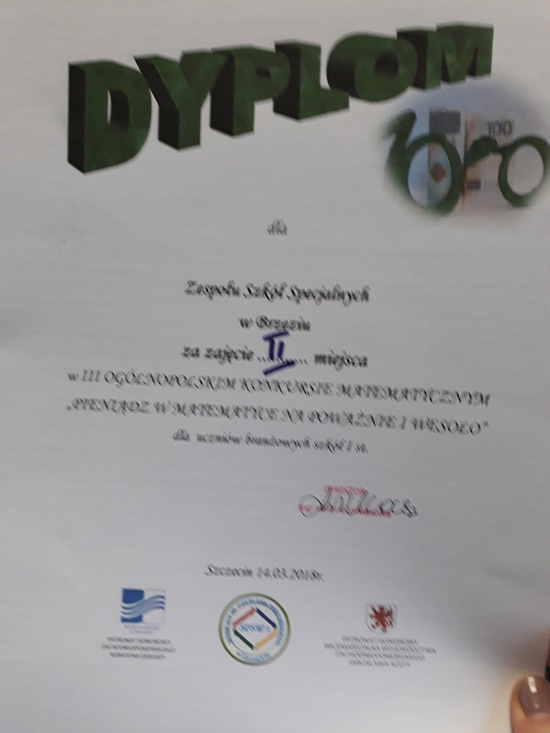 DYPLOM
100
dla
Zespołu Szkół Specjalnych
w Brzeziu
za zajęcie ...II... miejsca
w III OGÓLNOPOLSKIM KONKURSIE MATEMATYCZNYM
„PIENIĄDZ W MATEMATYCE NA POWAŻNIE I WESOŁO"
dla uczniów branżowych szkół I st.
Szczecin 14.03.2018r.